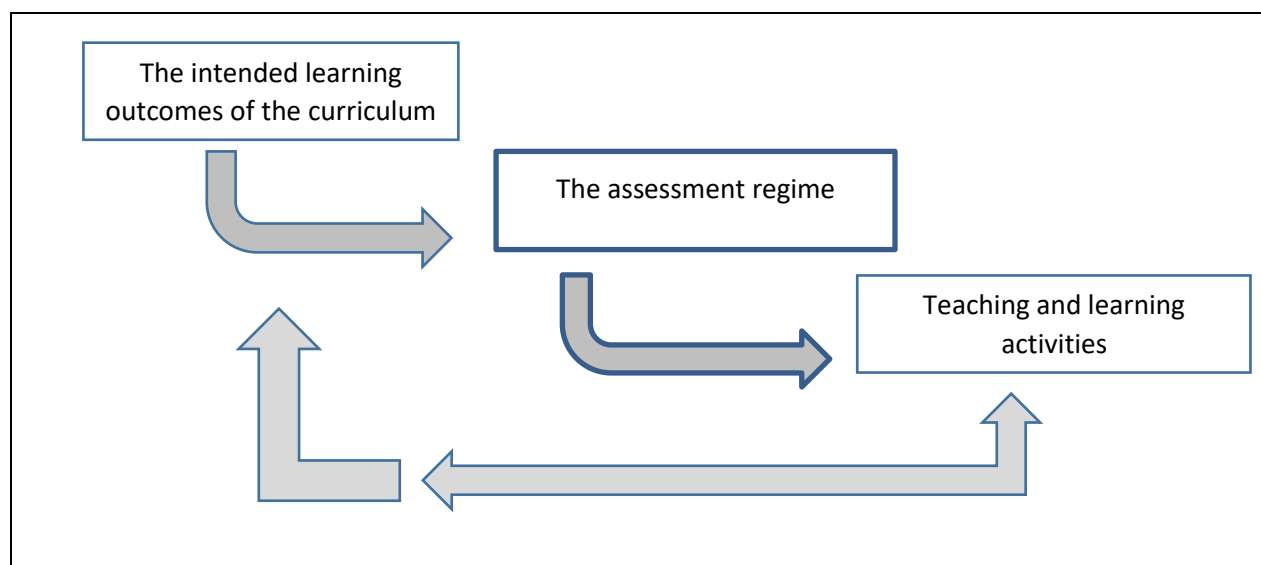 The intended learning
outcomes of the curriculum
The assessment regime
Teaching and learning
activities